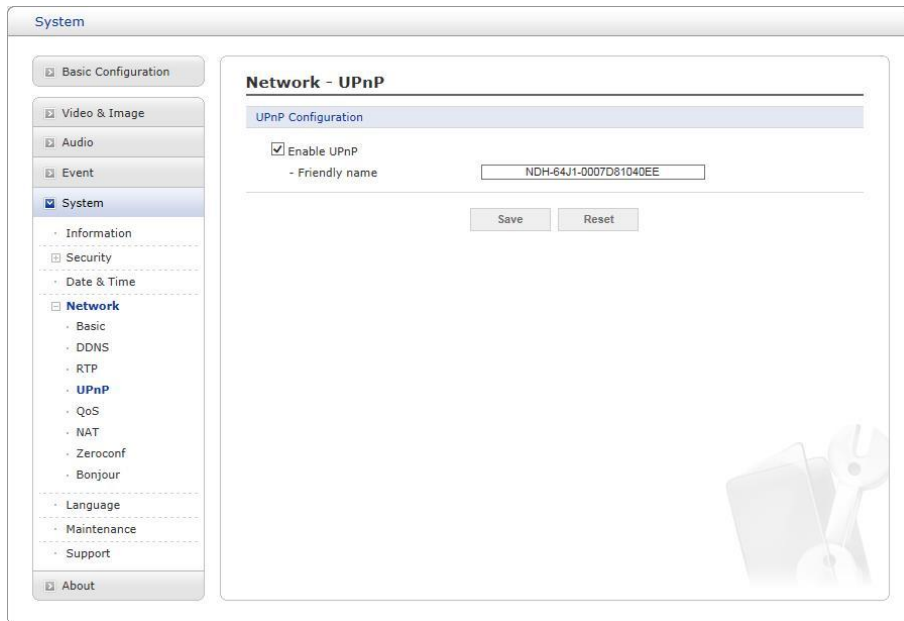 System
Basic Configuration
Video & Image
Audio
Event
System
Information
Security
Date & Time
Network
Basic
DDNS
RTP
UPnP
QoS
NAT
Zeroconf
Bonjour
Language
Maintenance
Support
About
Network - UPnP
UPnP Configuration
Enable UPnP
- Friendly name NDH-64J1-0007D81040EE
Save Reset